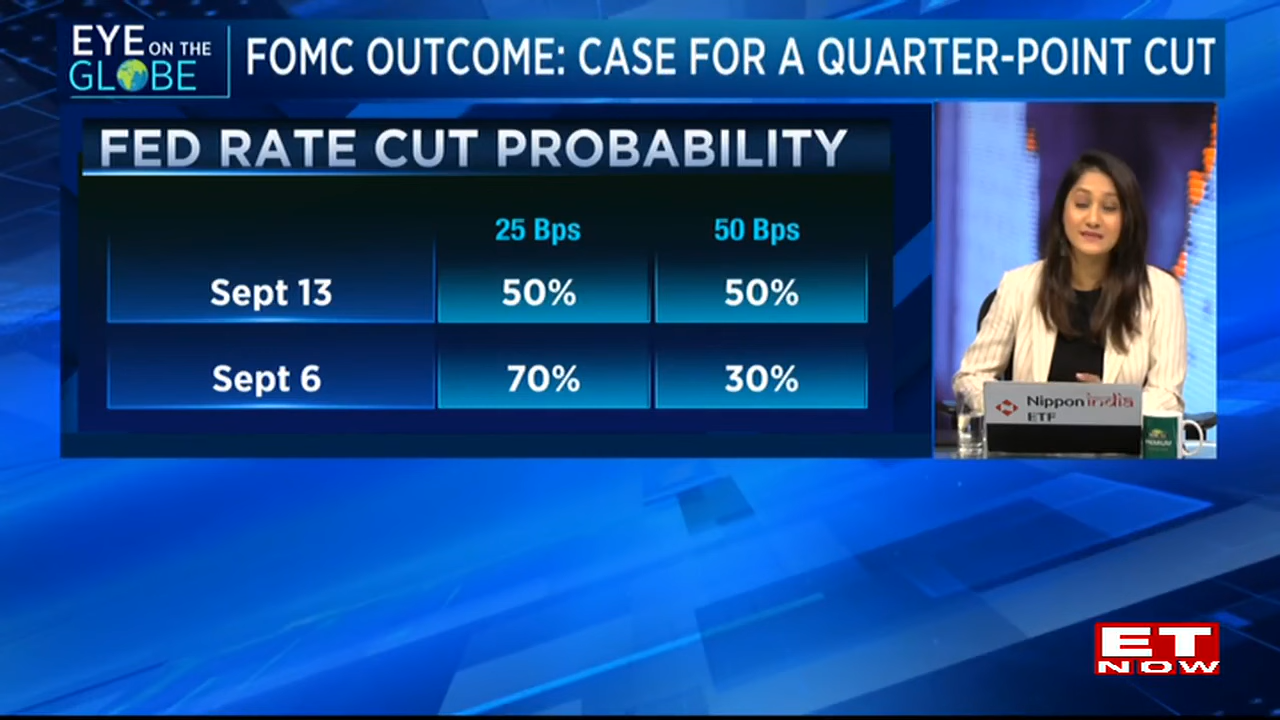 EYE ON THE
GLOBE
FOMC OUTCOME: CASE FOR A QUARTER-POINT CUT
FED RATE CUT PROBABILITY
25 Bps 50 Bps
Sept 13 50% 50%
Sept 6 70% 30%
Nippon india
ETF
ET
NOW